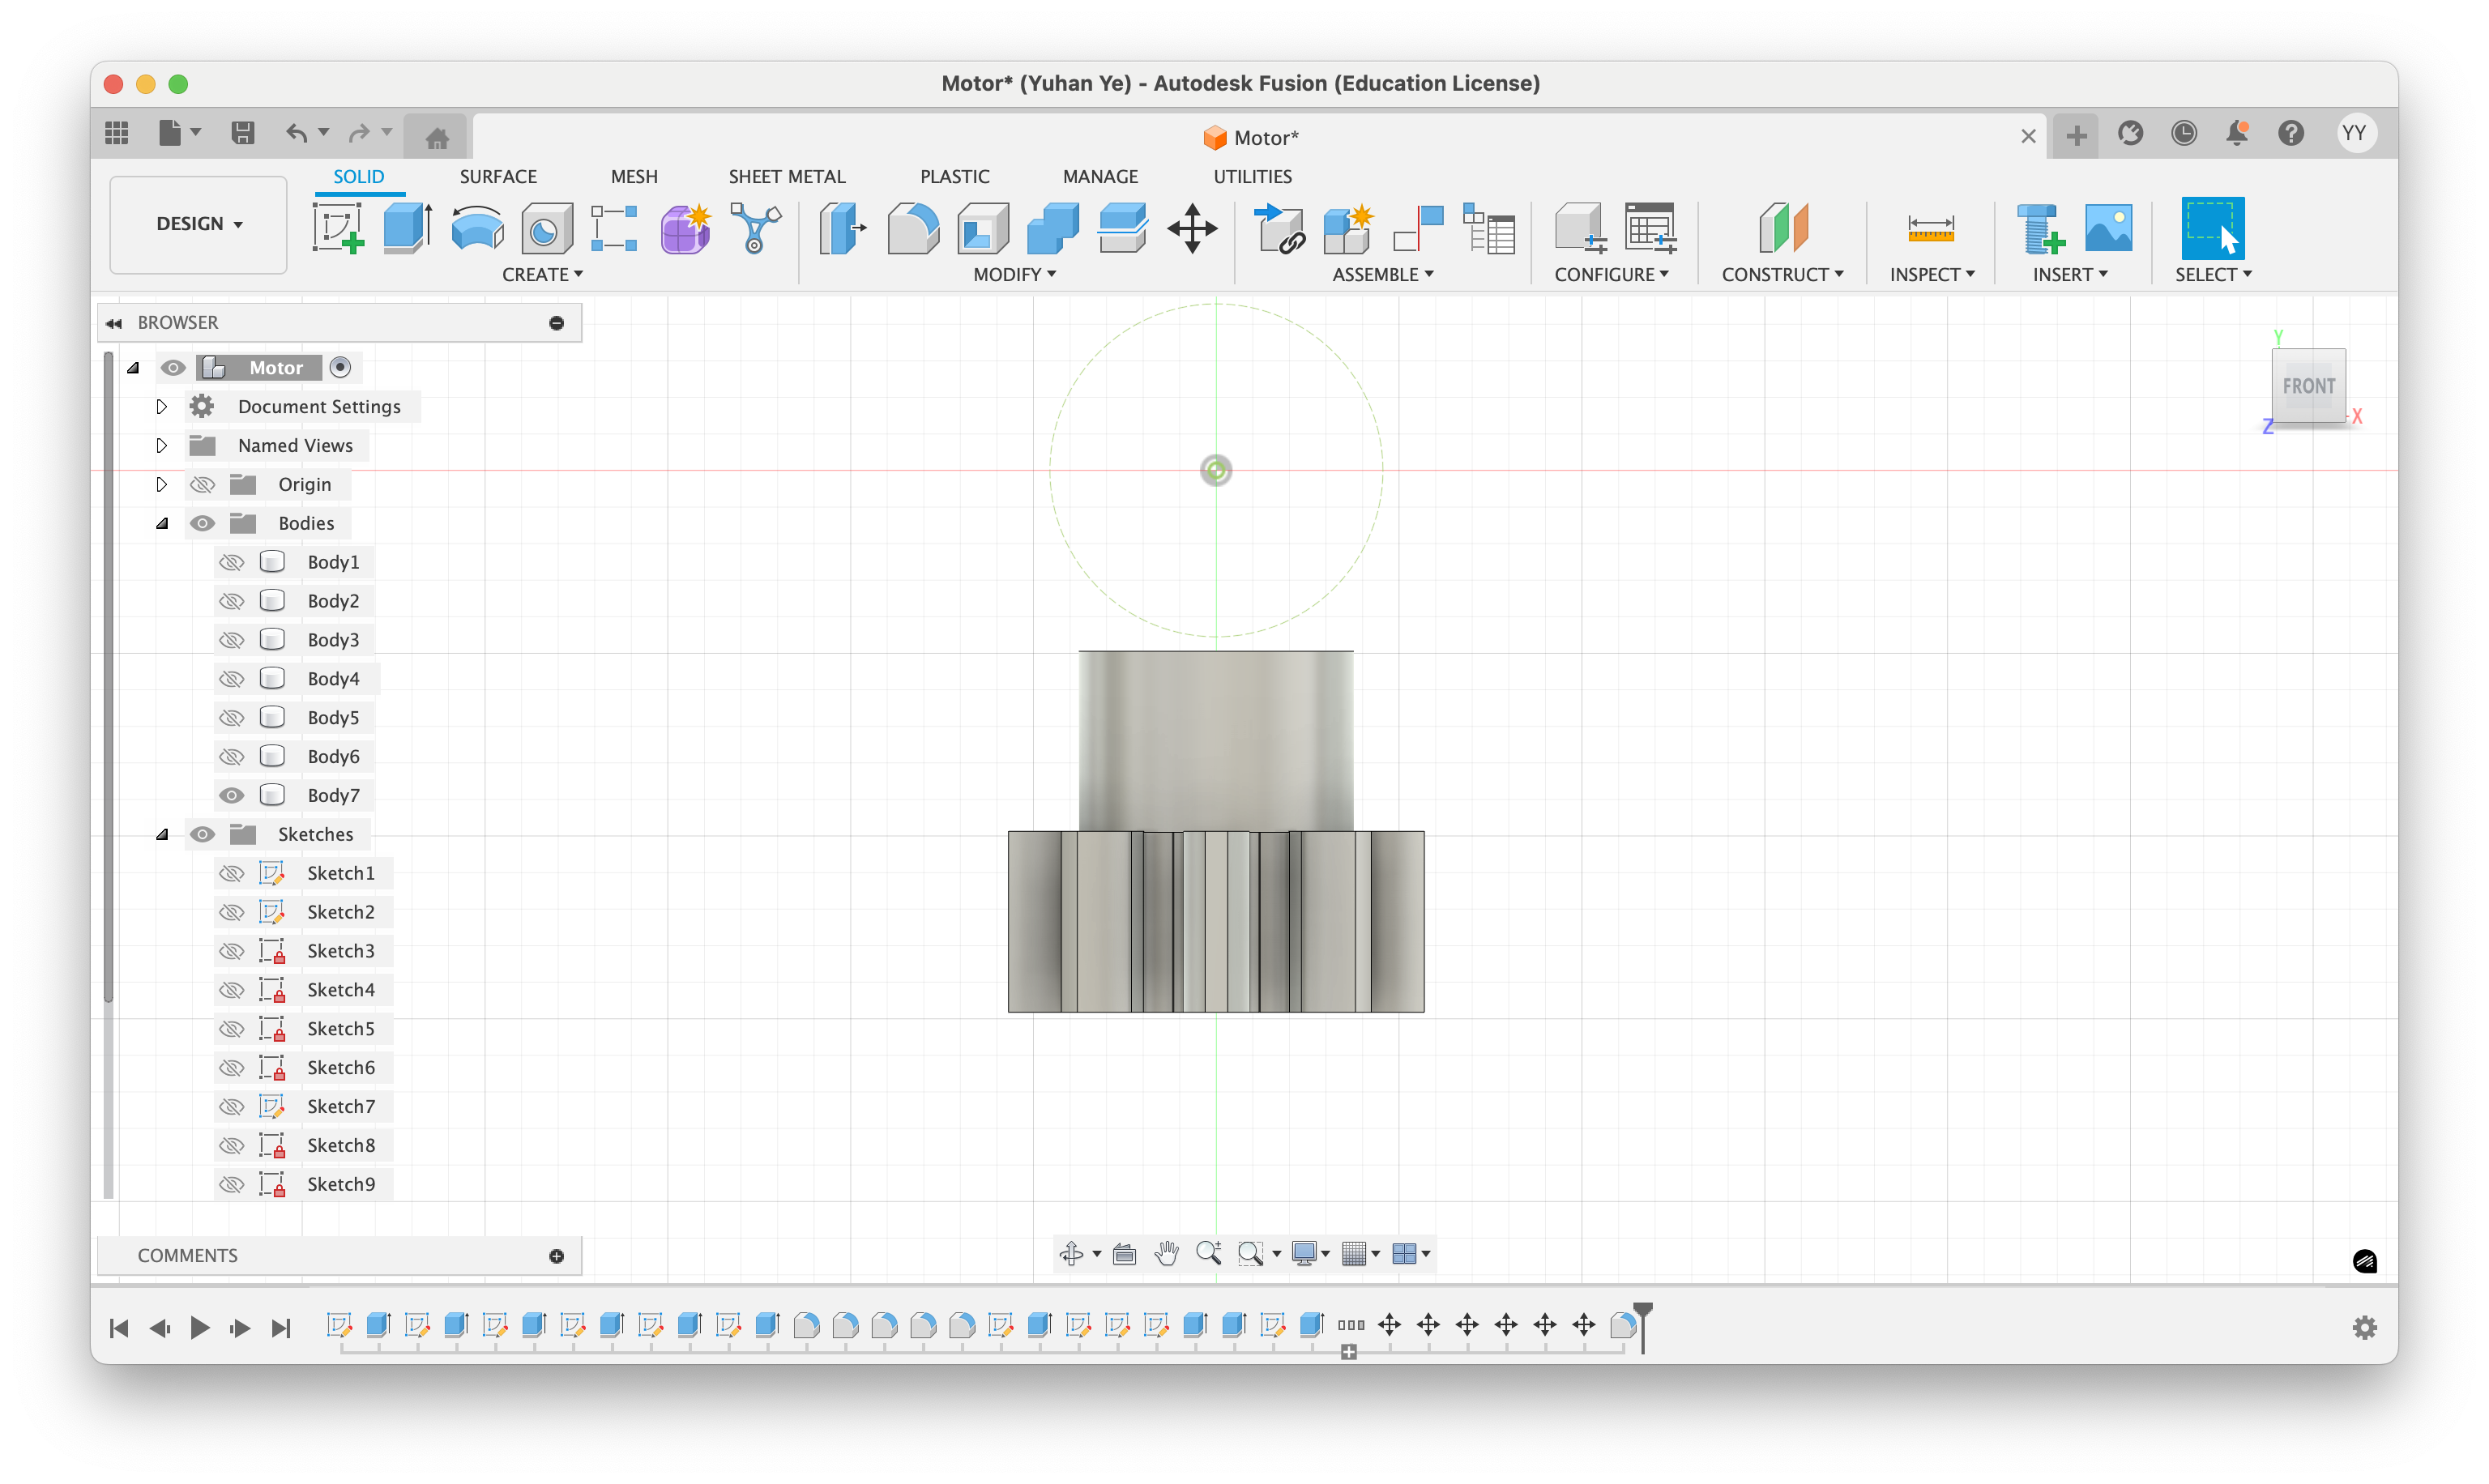 Motor* (Yuhan Ye) - Autodesk Fusion (Education License)
Motor*
YY
DESIGN
SOLID SURFACE MESH SHEET METAL PLASTIC MANAGE UTILITIES
CREATE MODIFY ASSEMBLE CONFIGURE CONSTRUCT INSPECT INSERT SELECT
BROWSER
Motor
Document Settings
Named Views
Origin
Bodies
Body1
Body2
Body3
Body4
Body5
Body6
Body7
Sketches
Sketch1
Sketch2
Sketch3
Sketch4
Sketch5
Sketch6
Sketch7
Sketch8
Sketch9
Y
FRONT
X
Z
COMMENTS